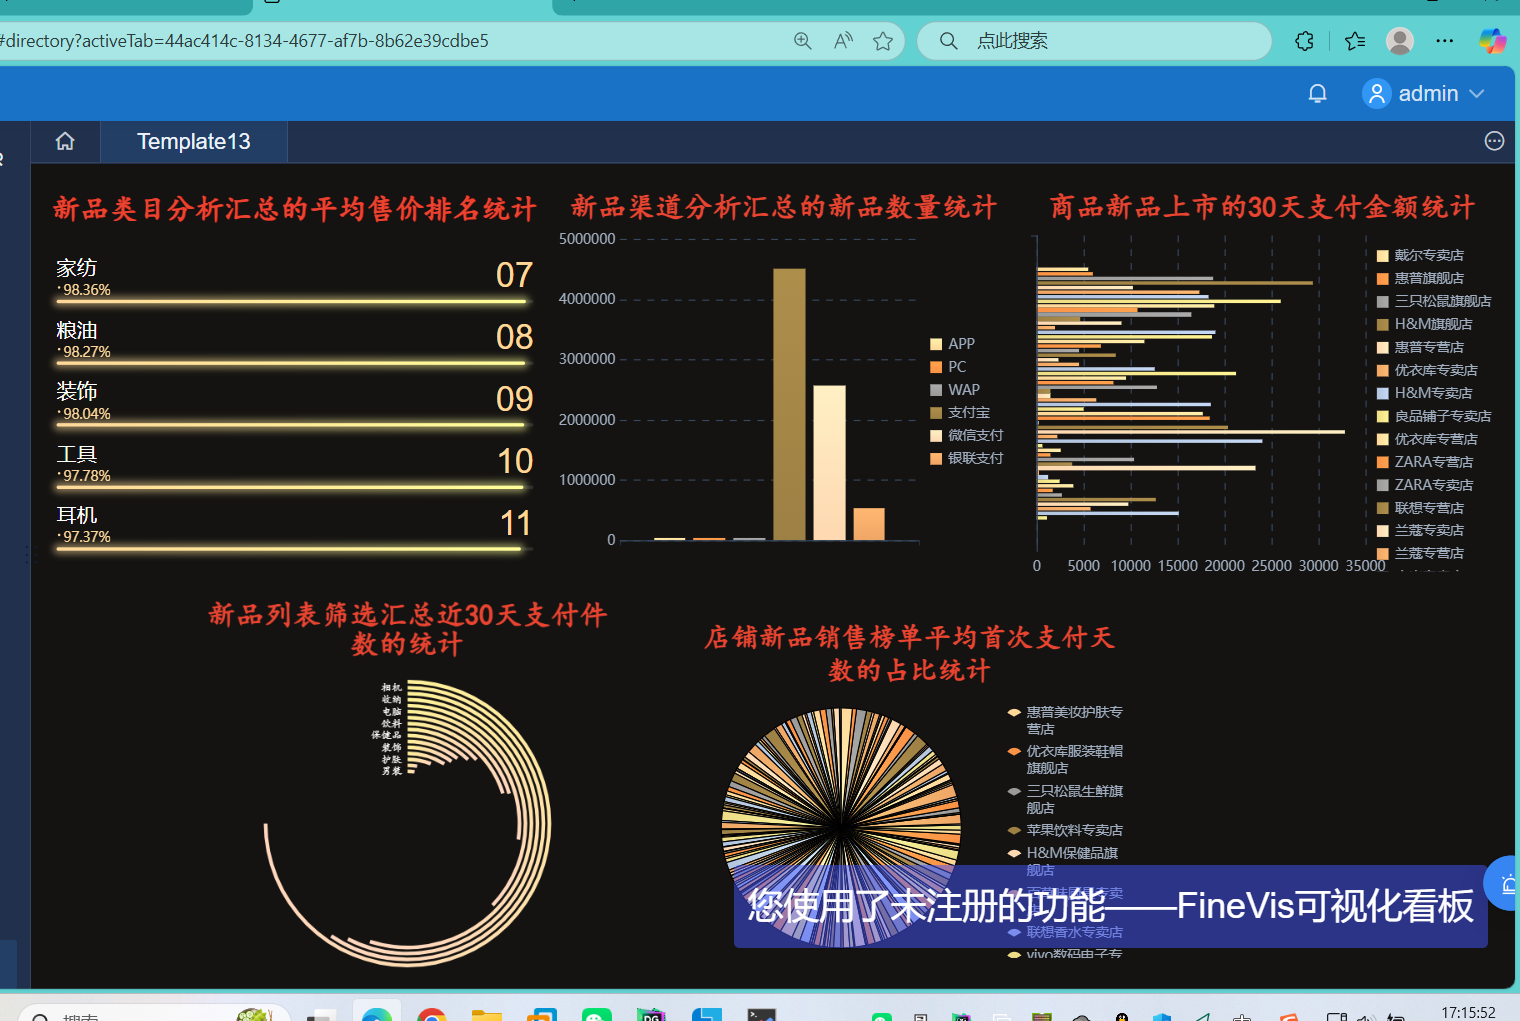 #directory?activeTab=44ac414c-8134-4677-af7b-8b62e39cdbe5
点此搜索
admin
Template13
新品类目分析汇总的平均售价排名统计
家纺
07
98.36%
粮油
08
98.27%
装饰
09
98.04%
工具
10
97.78%
耳机
11
97.37%
新品渠道分析汇总的新品数量统计
5000000
4000000
3000000
2000000
1000000
0
APP
PC
WAP
支付宝
微信支付
银联支付
商品新品上市的30天支付金额统计
0 5000 10000 15000 20000 25000 30000 35000
戴尔专卖店
惠普旗舰店
三只松鼠旗舰店
H&M旗舰店
惠普专营店
优衣库专卖店
H&M专卖店
良品铺子专卖店
优衣库专营店
ZARA专营店
ZARA专卖店
联想专营店
兰蔻专卖店
兰蔻专营店
新品列表筛选汇总近30天支付件
数的统计
相机
收纳
电脑
饮料
保健品
装饰
护肤
男装
店铺新品销售榜单平均首次支付天
数的占比统计
惠普美妆护肤专
营店
优衣库服装鞋帽
旗舰店
三只松鼠生鲜旗
舰店
苹果饮料专卖店
H&M保健品旗
舰店
联想香水专卖店
vivo数码电子专
您使用了未注册的功能——FineVis可视化看板
搜索
17:15:52